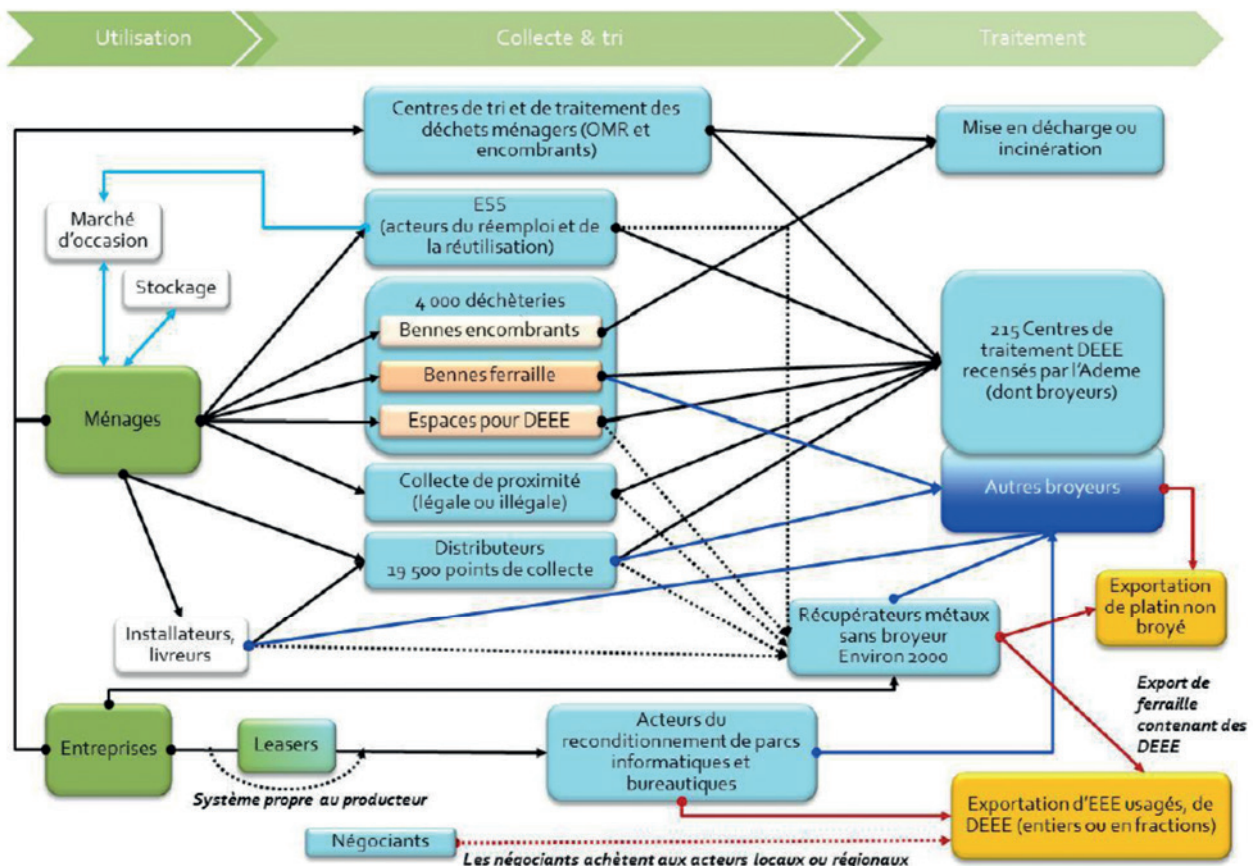 Utilisation
Collecte & tri
Traitement
Centres de tri et de traitement des
déchets ménagers (OMR et
encombrants)
Mise en décharge ou
incinération
Marché
d'occasion
ESS
(acteurs du réemploi et de
la réutilisation)
Stockage
4 000 déchèteries
Bennes encombrants
Bennes ferraille
Espaces pour DEEE
215 Centres de
traitement DEEE
recensés par l'Ademe
(dont broyeurs)
Ménages
Collecte de proximité
(légale ou illégale)
Autres broyeurs
Distributeurs
19 500 points de collecte
Installateurs,
livreurs
Récupérateurs métaux
sans broyeur
Environ 2000
Exportation
de platin non
broyé
Export de
ferraille
contenant des
DEEE
Entreprises
Leasers
Système propre au producteur
Acteurs du
reconditionnement de parcs
informatiques et
bureautiques
Exportation d'EEE usagés, de
DEEE (entiers ou en fractions)
Négociants
Les négociants achètent aux acteurs locaux ou régionaux